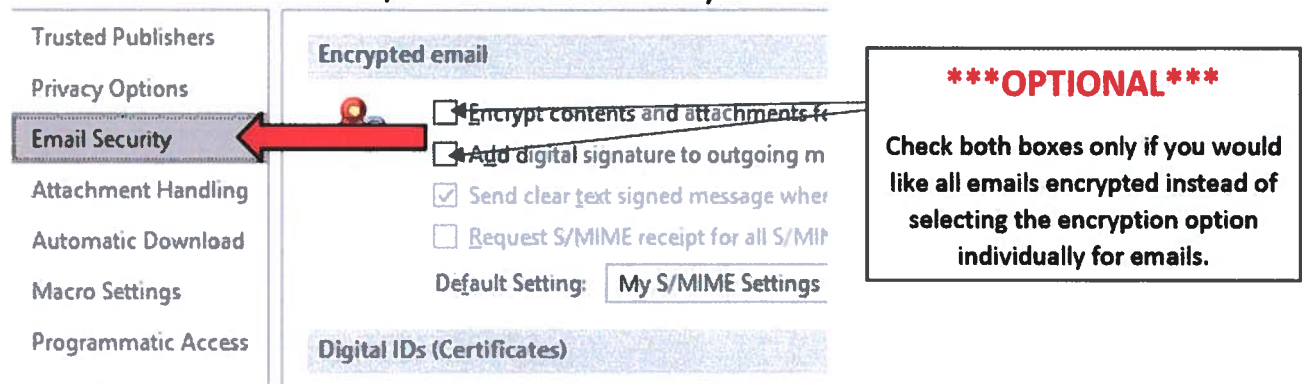 Trusted Publishers
Privacy Options
Email Security
Attachment Handling
Automatic Download
Macro Settings
Programmatic Access
Encrypted email
Encrypt contents and attachments
Add digital signature to outgoing m
Send clear text signed message when
Request S/MIME receipt for all
Default Setting: My S/MIME Settings
Digital IDs (Certificates)
***OPTIONAL***
Check both boxes only if you would
like all emails encrypted instead of
selecting the encryption option
individually for emails.